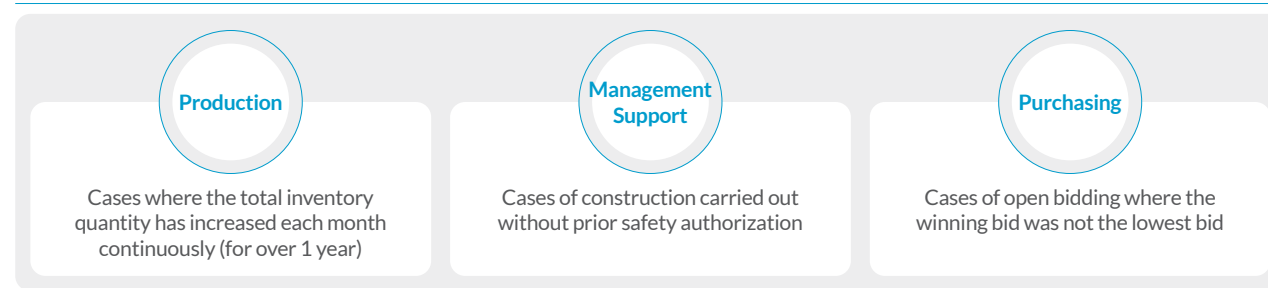 Production
Cases where the total inventory
quantity has increased each month
continuously (for over 1 year)
Management
Support
Cases of construction carried out
without prior safety authorization
Purchasing
Cases of open bidding where the
winning bid was not the lowest bid